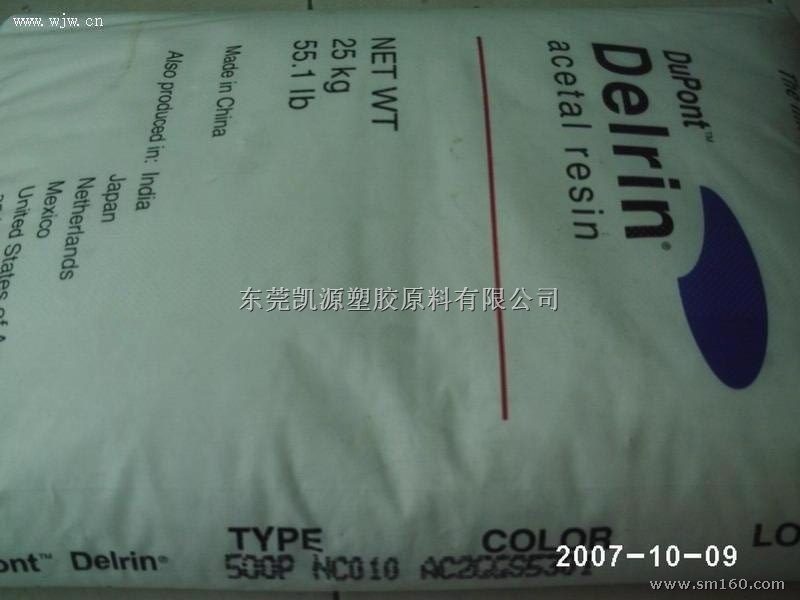 www.wjw.cn
DuPont™
Delrin®
acetal resin
NET WT
25 kg
55.1 lb
Made in China
Also produced in: India
Japan
Netherlands
Mexico
United States of
东莞凯源塑胶原料有限公司
TYPE
COLOR
Delrin®
500P NC010
2007-10-09
www.sm160.com